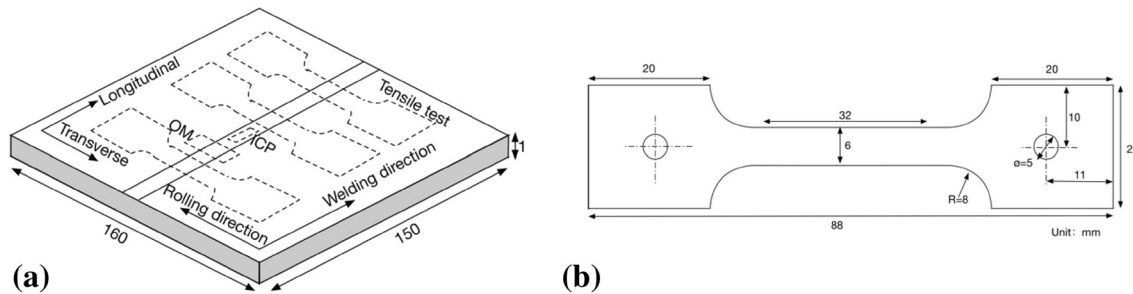 Longitudinal
Transverse
OM
ICP
Tensile test
Rolling direction
Welding direction
1
160
150
(a)
20
20
32
6
10
ø=5
11
2
R=8
88
Unit: mm
(b)